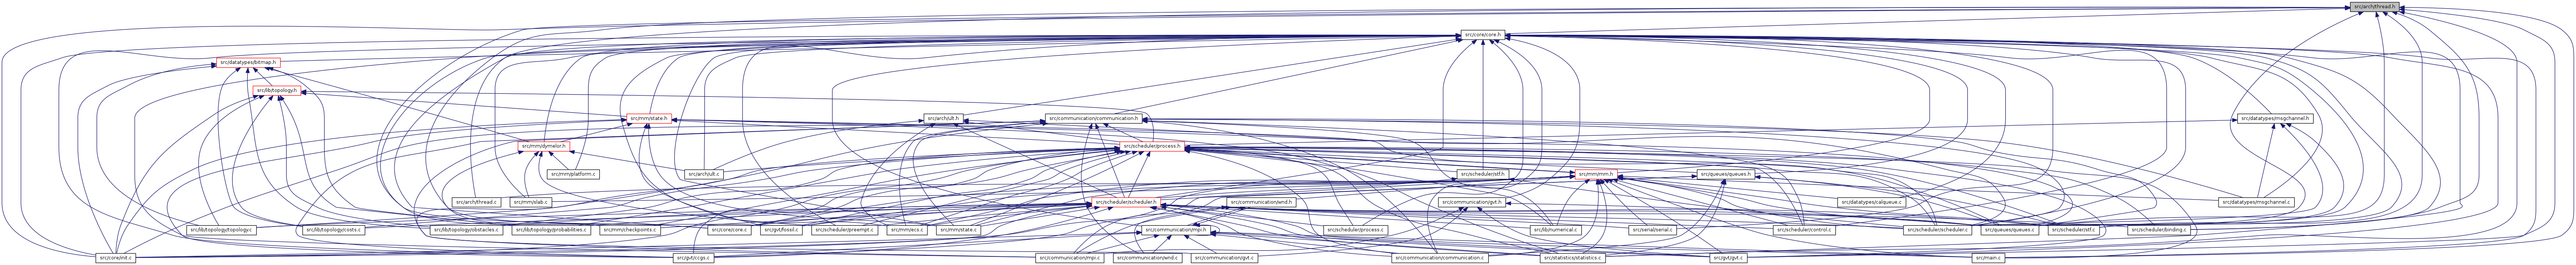 src/arch/thread.h
src/core/core.h
src/datatypes/bitmap.h
src/lib/topology.h
src/mm/state.h
src/arch/ult.h
src/communication/communication.h
src/datatypes/msgchannel.h
src/mm/dymelor.h
src/scheduler/process.h
src/mm/platform.c
src/arch/ult.c
src/scheduler/stf.h
src/mm/mm.h
src/queues/queues.h
src/arch/thread.c
src/mm/slab.c
src/scheduler/scheduler.h
src/communication/wnd.h
src/communication/gvt.h
src/datatypes/calqueue.c
src/datatypes/msgchannel.c
src/lib/topology/topology.c
src/lib/topology/costs.c
src/lib/topology/obstacles.c
src/lib/topology/probabilities.c
src/mm/checkpoints.c
src/core/core.c
src/gvt/fossil.c
src/scheduler/preempt.c
src/mm/ecs.c
src/mm/state.c
src/communication/mpi.h
src/scheduler/process.c
src/lib/numerical.c
src/serial/serial.c
src/scheduler/control.c
src/scheduler/scheduler.c
src/queues/queues.c
src/scheduler/stf.c
src/scheduler/binding.c
src/core/init.c
src/gvt/ccgs.c
src/communication/mpi.c
src/communication/wnd.c
src/communication/gvt.c
src/communication/communication.c
src/statistics/statistics.c
src/gvt/gvt.c
src/main.c